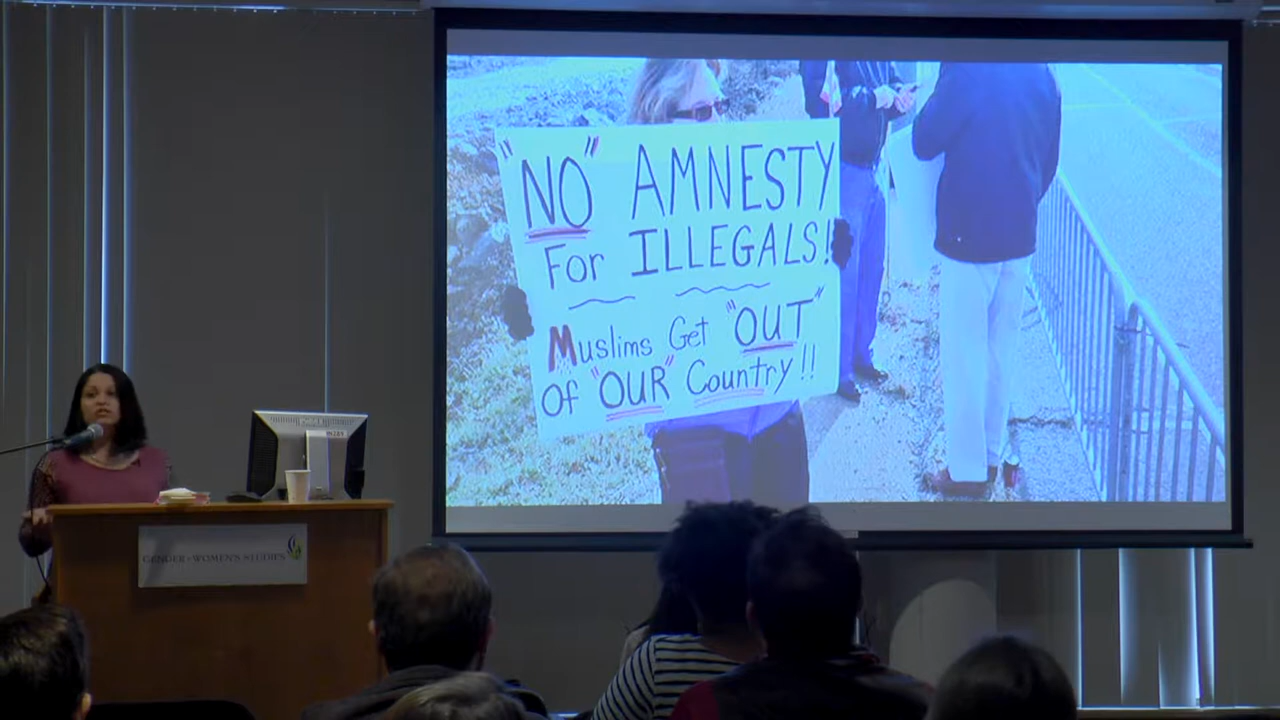 "NO" AMNESTY
For ILLEGALS!
Muslims Get "OUT"
of "OUR" Country!!
GENDER & WOMEN'S STUDIES